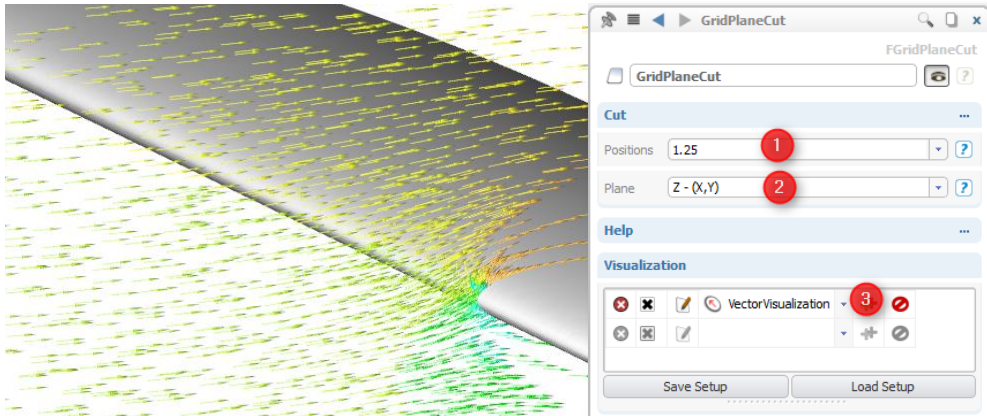 GridPlaneCut
FGridPlaneCut
GridPlaneCut
?
Cut
...
Positions 1.25 1 ?
Plane Z - (X,Y) 2 ?
Help
...
Visualization
VectorVisualization 3
Save Setup Load Setup